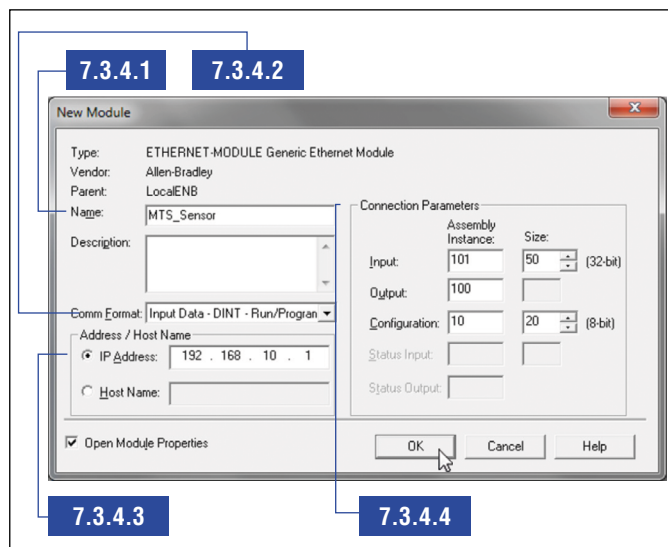 7.3.4.1
7.3.4.2
New Module
Type: ETHERNET-MODULE Generic Ethernet Module
Vendor: Allen-Bradley
Parent: LocalENB
Name: MTS_Sensor
Description:
Comm Format: Input Data - DINT - Run/Program
Address / Host Name
IP Address: 192 . 168 . 10 . 1
Host Name:
Connection Parameters
Assembly Instance:
Size:
Input: 101 50 (32-bit)
Output: 100
Configuration: 10 20 (8-bit)
Status Input:
Status Output:
Open Module Properties
OK Cancel Help
7.3.4.3
7.3.4.4